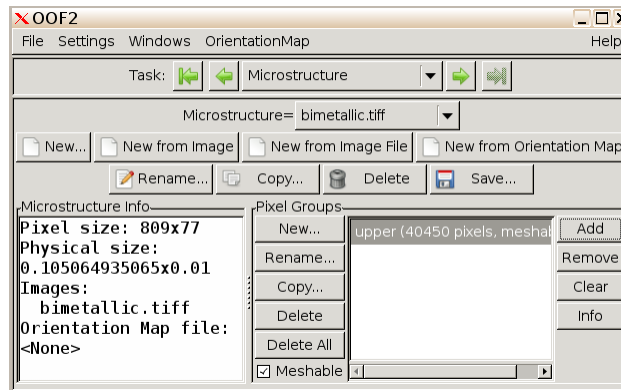 OOF2
File Settings Windows OrientationMap Help
Task: Microstructure
Microstructure= bimetallic.tiff
New... New from Image New from Image File New from Orientation Map
Rename... Copy... Delete Save...
Microstructure Info
Pixel size: 809x77
Physical size:
0.105064935065x0.01
Images:
bimetallic.tiff
Orientation Map file:
<None>
Pixel Groups
New...
Rename...
Copy...
Delete
Delete All
Meshable
upper (40450 pixels, meshab
Add
Remove
Clear
Info